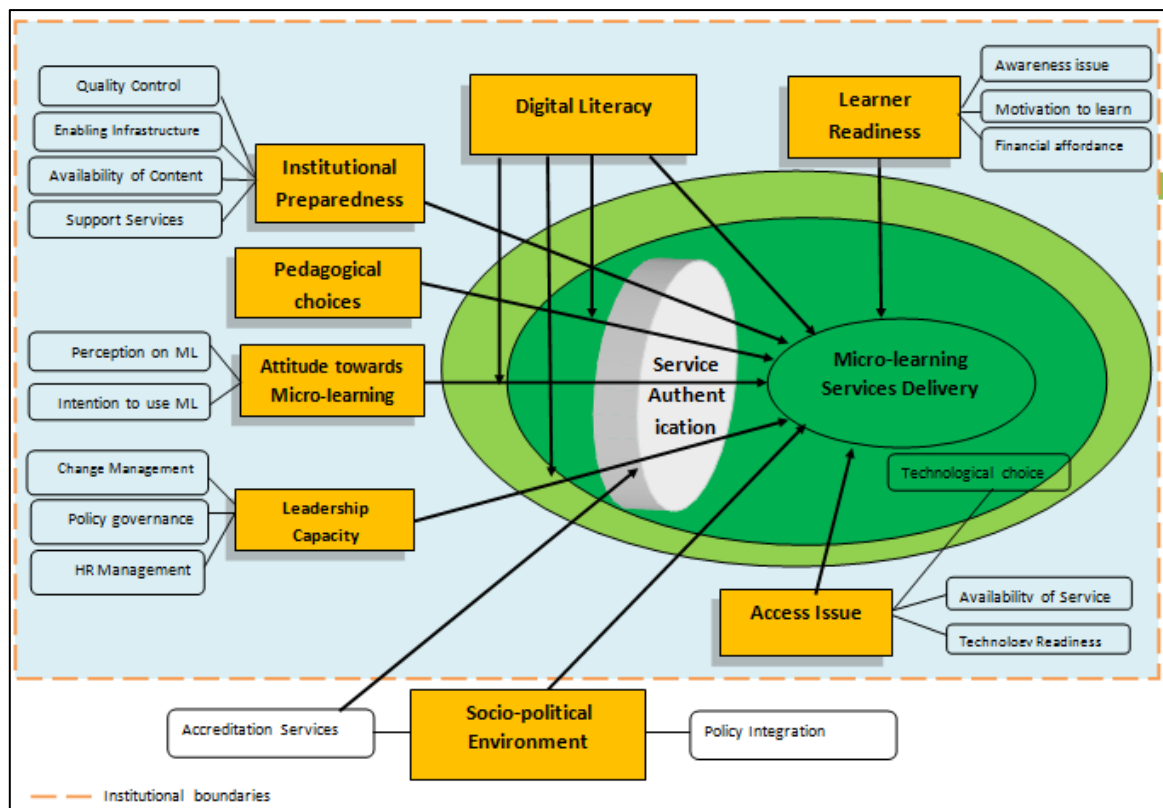 Quality Control
Enabling Infrastructure
Availability of Content
Support Services
Institutional
Preparedness
Digital Literacy
Learner
Readiness
Awareness issue
Motivation to learn
Financial affordance
Pedagogical
choices
Perception on ML
Intention to use ML
Attitude towards
Micro-learning
Service
Authent
ication
Micro-learning
Services Delivery
Change Management
Policy governance
HR Management
Leadership
Capacity
Technological choice
Access Issue
Availability of Service
Technology Readiness
Accreditation Services
Socio-political
Environment
Policy Integration
Institutional boundaries